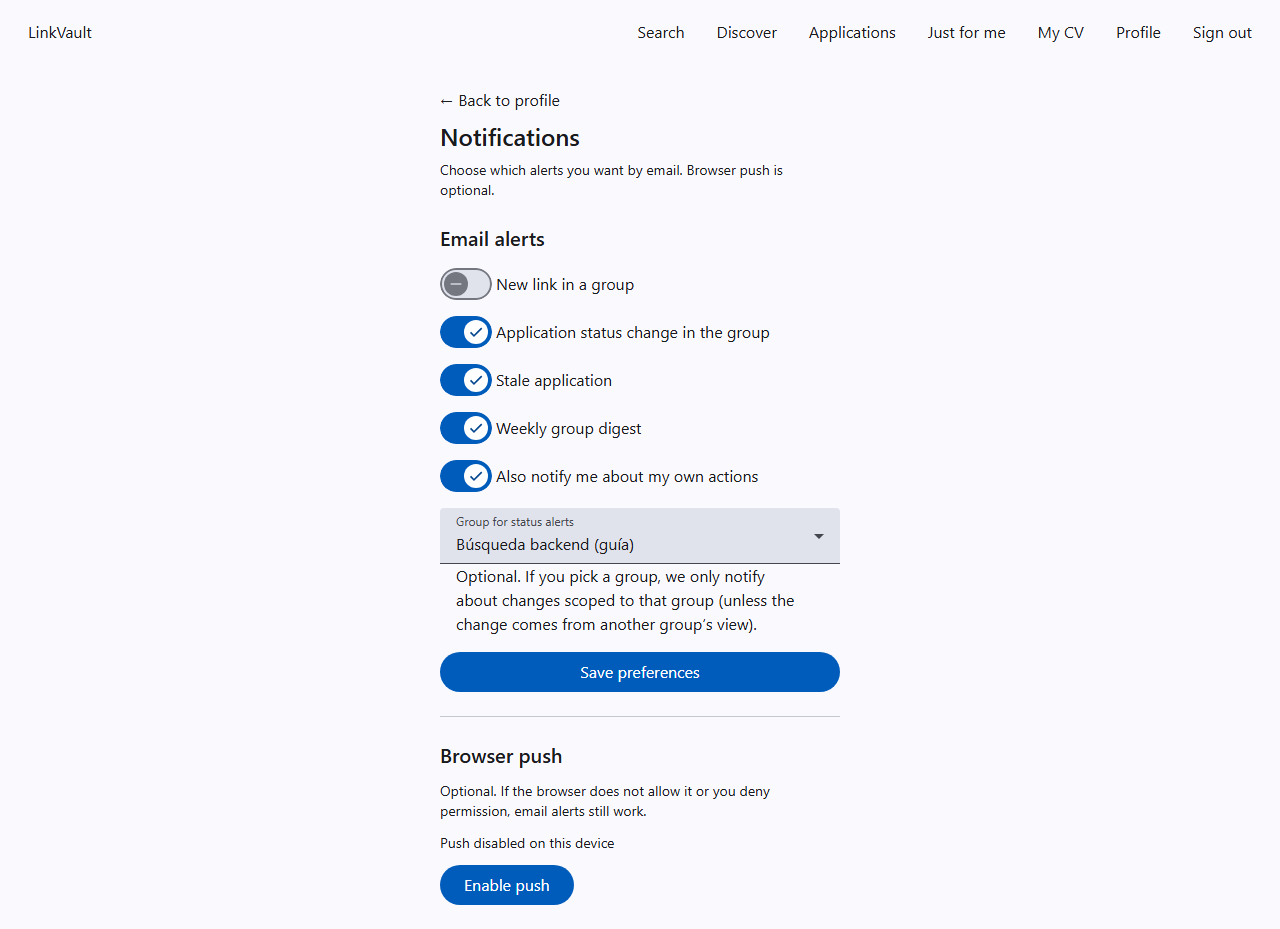 LinkVault
Search Discover Applications Just for me My CV Profile Sign out
← Back to profile
Notifications
Choose which alerts you want by email. Browser push is
optional.
Email alerts
New link in a group
Application status change in the group
Stale application
Weekly group digest
Also notify me about my own actions
Group for status alerts
Búsqueda backend (guía)
Optional. If you pick a group, we only notify
about changes scoped to that group (unless the
change comes from another group’s view).
Save preferences
Browser push
Optional. If the browser does not allow it or you deny
permission, email alerts still work.
Push disabled on this device
Enable push